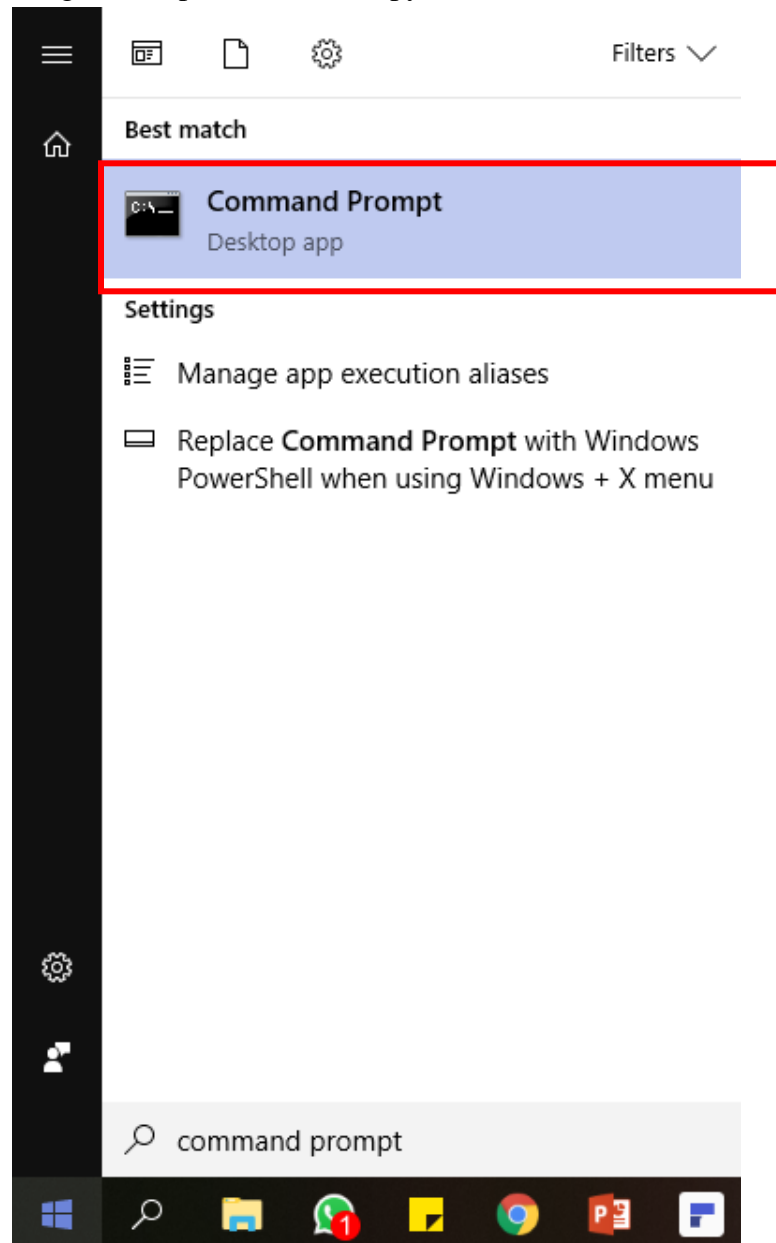 Filters
Best match
C:\_
Command Prompt
Desktop app
Settings
Manage app execution aliases
Replace Command Prompt with Windows
PowerShell when using Windows + X menu
command prompt
1
P